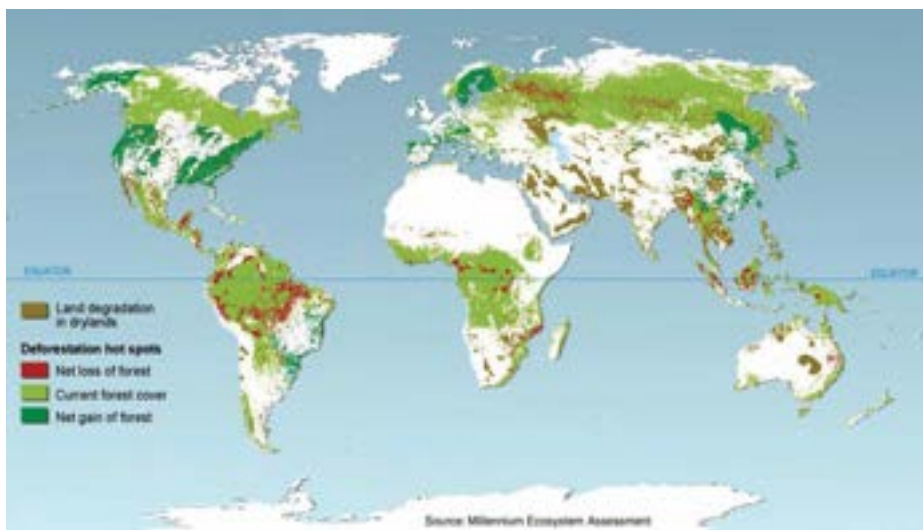 EQUATOR
EQUATOR
Land degradation
in drylands
Deforestation hot spots
Net loss of forest
Current forest cover
Net gain of forest
Source: Millennium Ecosystem Assessment